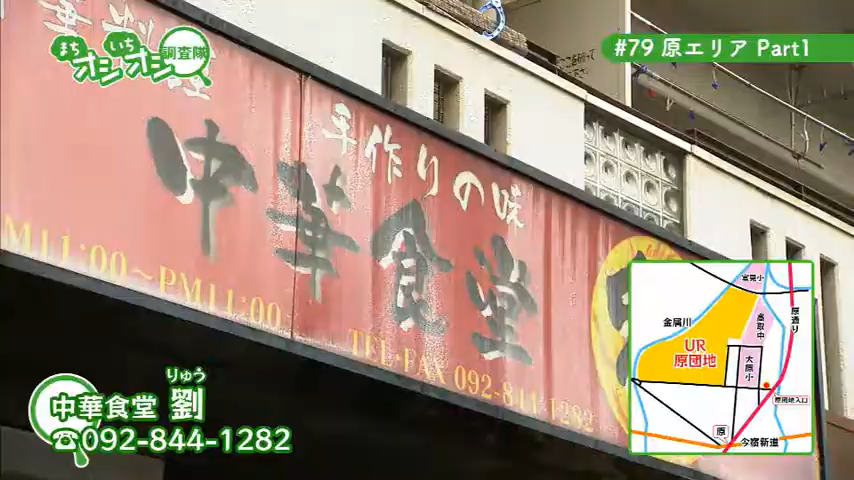 まち いち
オシ オシ 調査隊
#79 原エリア Part1
手作りの味
中華食堂
M11:00~PM11:00
TEL・FAX 092-844-1282
りゅう
中華食堂 劉
☎092-844-1282
室見小
金屑川
原通り
高取中
UR
原団地
大原小
原団地入口
原
今宿新道